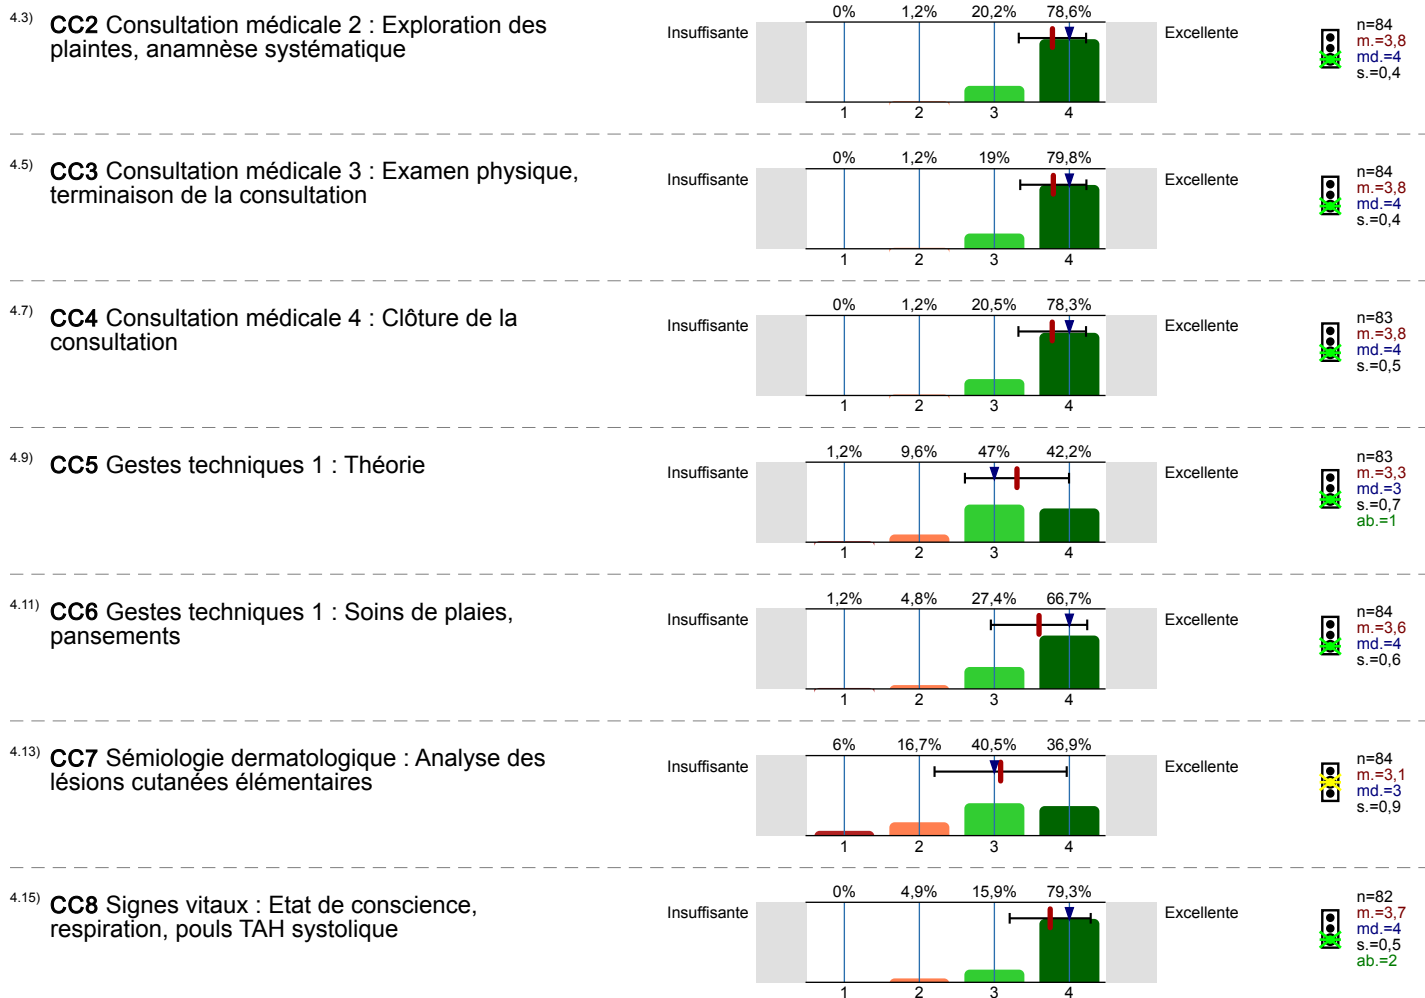 4.3) CC2 Consultation médicale 2 : Exploration des
plaintes, anamnèse systématique
Insuffisante
0% 1,2% 20,2% 78,6%
1 2 3 4
Excellente
n=84
m.=3,8
md.=4
s.=0,4
4.5) CC3 Consultation médicale 3 : Examen physique,
terminaison de la consultation
Insuffisante
0% 1,2% 19% 79,8%
1 2 3 4
Excellente
n=84
m.=3,8
md.=4
s.=0,4
4.7) CC4 Consultation médicale 4 : Clôture de la
consultation
Insuffisante
0% 1,2% 20,5% 78,3%
1 2 3 4
Excellente
n=83
m.=3,8
md.=4
s.=0,5
4.9) CC5 Gestes techniques 1 : Théorie
Insuffisante
1,2% 9,6% 47% 42,2%
1 2 3 4
Excellente
n=83
m.=3,3
md.=3
s.=0,7
ab.=1
4.11) CC6 Gestes techniques 1 : Soins de plaies,
pansements
Insuffisante
1,2% 4,8% 27,4% 66,7%
1 2 3 4
Excellente
n=84
m.=3,6
md.=4
s.=0,6
4.13) CC7 Sémiologie dermatologique : Analyse des
lésions cutanées élémentaires
Insuffisante
6% 16,7% 40,5% 36,9%
1 2 3 4
Excellente
n=84
m.=3,1
md.=3
s.=0,9
4.15) CC8 Signes vitaux : Etat de conscience,
respiration, pouls TAH systolique
Insuffisante
0% 4,9% 15,9% 79,3%
1 2 3 4
Excellente
n=82
m.=3,7
md.=4
s.=0,5
ab.=2